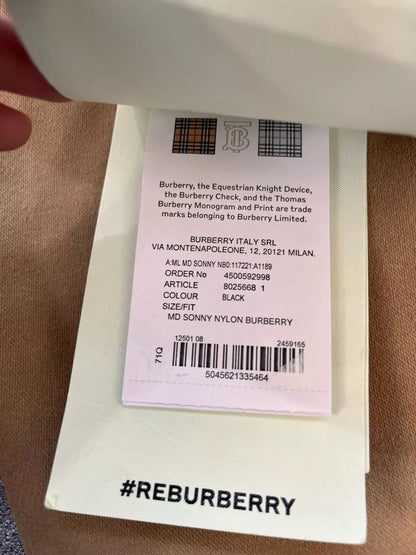 TB
Burberry, the Equestrian Knight Device,
the Burberry Check, and the Thomas
Burberry Monogram and Print are trade
marks belonging to Burberry Limited.
BURBERRY ITALY SRL
VIA MONTENAPOLEONE, 12, 20121 MILAN.
A:ML MD SONNY NB0:117221:A1189
ORDER No 4500592998
ARTICLE 8025668 1
COLOUR BLACK
SIZE/FIT
MD SONNY NYLON BURBERRY
12501 08 2459165
71Q
5045621335464
#REBURBERRY